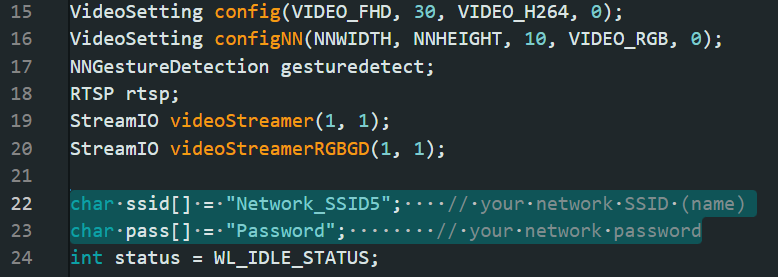 15 VideoSetting config(VIDEO_FHD, 30, VIDEO_H264, 0);
16 VideoSetting configNN(NNWIDTH, NNHEIGHT, 10, VIDEO_RGB, 0);
17 NNGestureDetection gesturedetect;
18 RTSP rtsp;
19 StreamIO videoStreamer(1, 1);
20 StreamIO videoStreamerRGBGD(1, 1);
21
22 char·ssid[]·=·"Network_SSID5";····//·your·network·SSID·(name)
23 char·pass[]·=·"Password";········//·your·network·password
24 int status = WL_IDLE_STATUS;